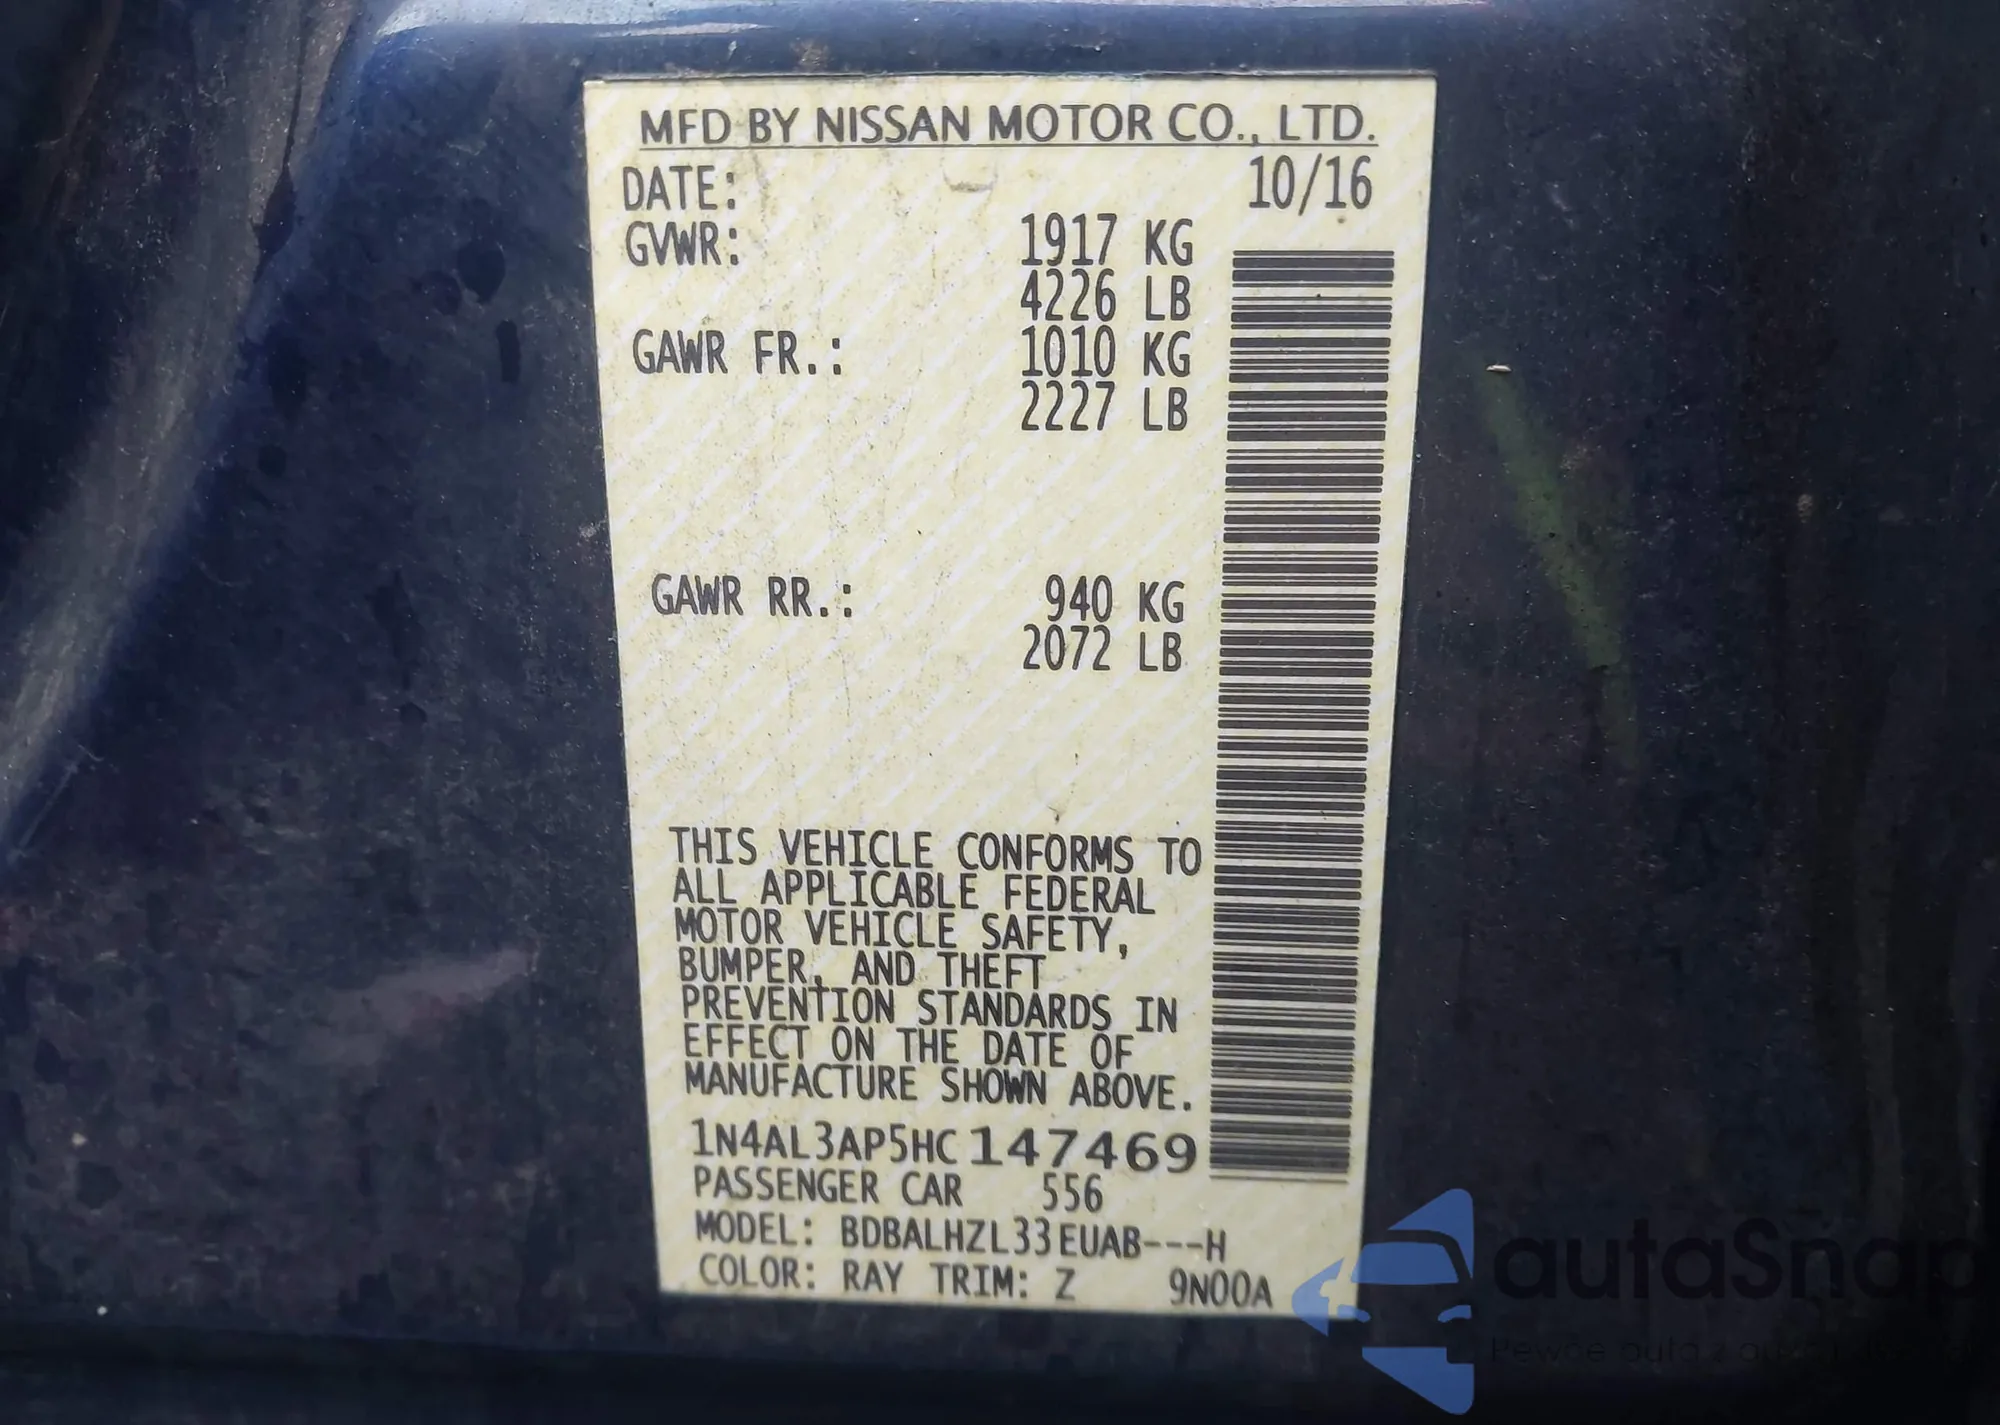 MFD BY NISSAN MOTOR CO., LTD.
DATE: 10/16
GVWR: 1917 KG
4226 LB
GAWR FR.: 1010 KG
2227 LB
GAWR RR.: 940 KG
2072 LB
THIS VEHICLE CONFORMS TO
ALL APPLICABLE FEDERAL
MOTOR VEHICLE SAFETY,
BUMPER, AND THEFT
PREVENTION STANDARDS IN
EFFECT ON THE DATE OF
MANUFACTURE SHOWN ABOVE.
1N4AL3AP5HC147469
PASSENGER CAR 556
MODEL: BDBALHZL33EUAB---H
COLOR: RAY TRIM: Z 9N00A
autaSnap
Pewne auta z